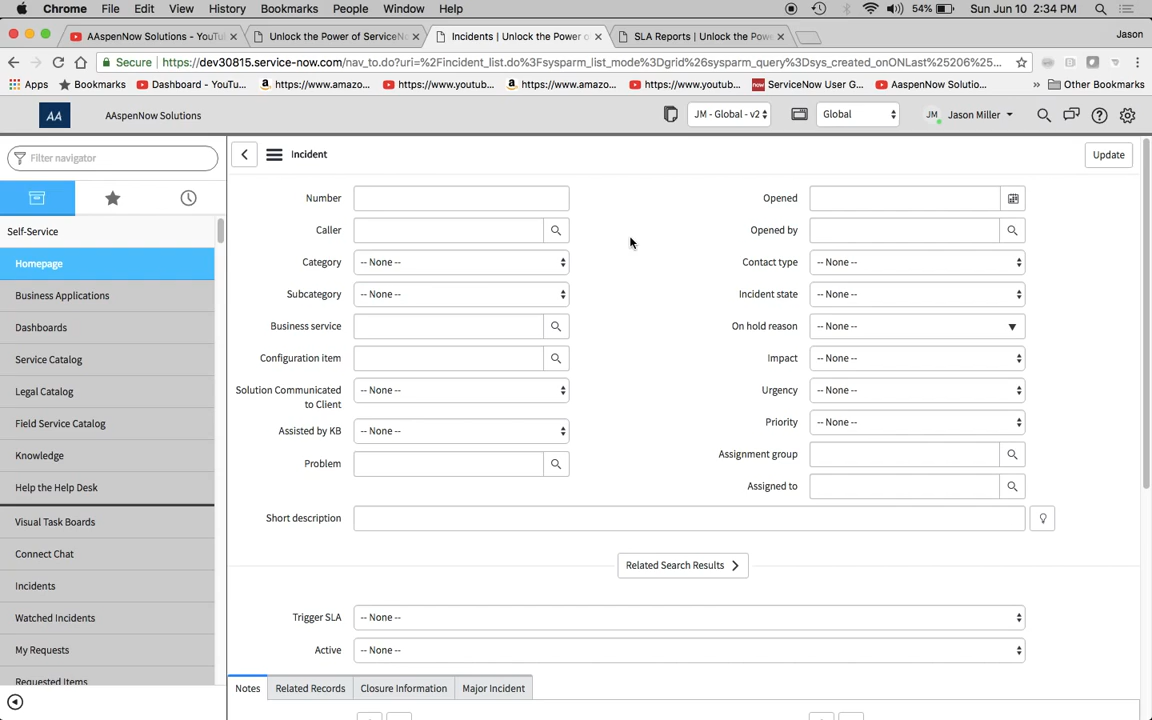 Chrome File Edit View History Bookmarks People Window Help 54% Sun Jun 10 2:34 PM
AAspenNow Solutions - YouTu Unlock the Power of ServiceN Incidents | Unlock the Power o SLA Reports | Unlock the Pow Jason
Secure https://dev30815.service-now.com/nav_to.do?uri=%2Fincident_list.do%3Fsysparm_list_mode%3Dgrid%26sysparm_query%3Dsys_created_onONLast%25206%25...
Apps Bookmarks Dashboard - YouTu... https://www.amazo... https://www.youtub... https://www.amazo... https://www.youtub... ServiceNow User G... AAspenNow Solutio... » Other Bookmarks
AA AAspenNow Solutions JM - Global - v2 Global JM Jason Miller
Filter navigator
Incident
Update
Self-Service
Homepage
Business Applications
Dashboards
Service Catalog
Legal Catalog
Field Service Catalog
Knowledge
Help the Help Desk
Visual Task Boards
Connect Chat
Incidents
Watched Incidents
My Requests
Requested Items
Number
Caller
Category -- None --
Subcategory -- None --
Business service
Configuration item
Solution Communicated
to Client
-- None --
Assisted by KB -- None --
Problem
Opened
Opened by
Contact type -- None --
Incident state -- None --
On hold reason -- None --
Impact -- None --
Urgency -- None --
Priority -- None --
Assignment group
Assigned to
Short description
Related Search Results
Trigger SLA -- None --
Active -- None --
Notes Related Records Closure Information Major Incident